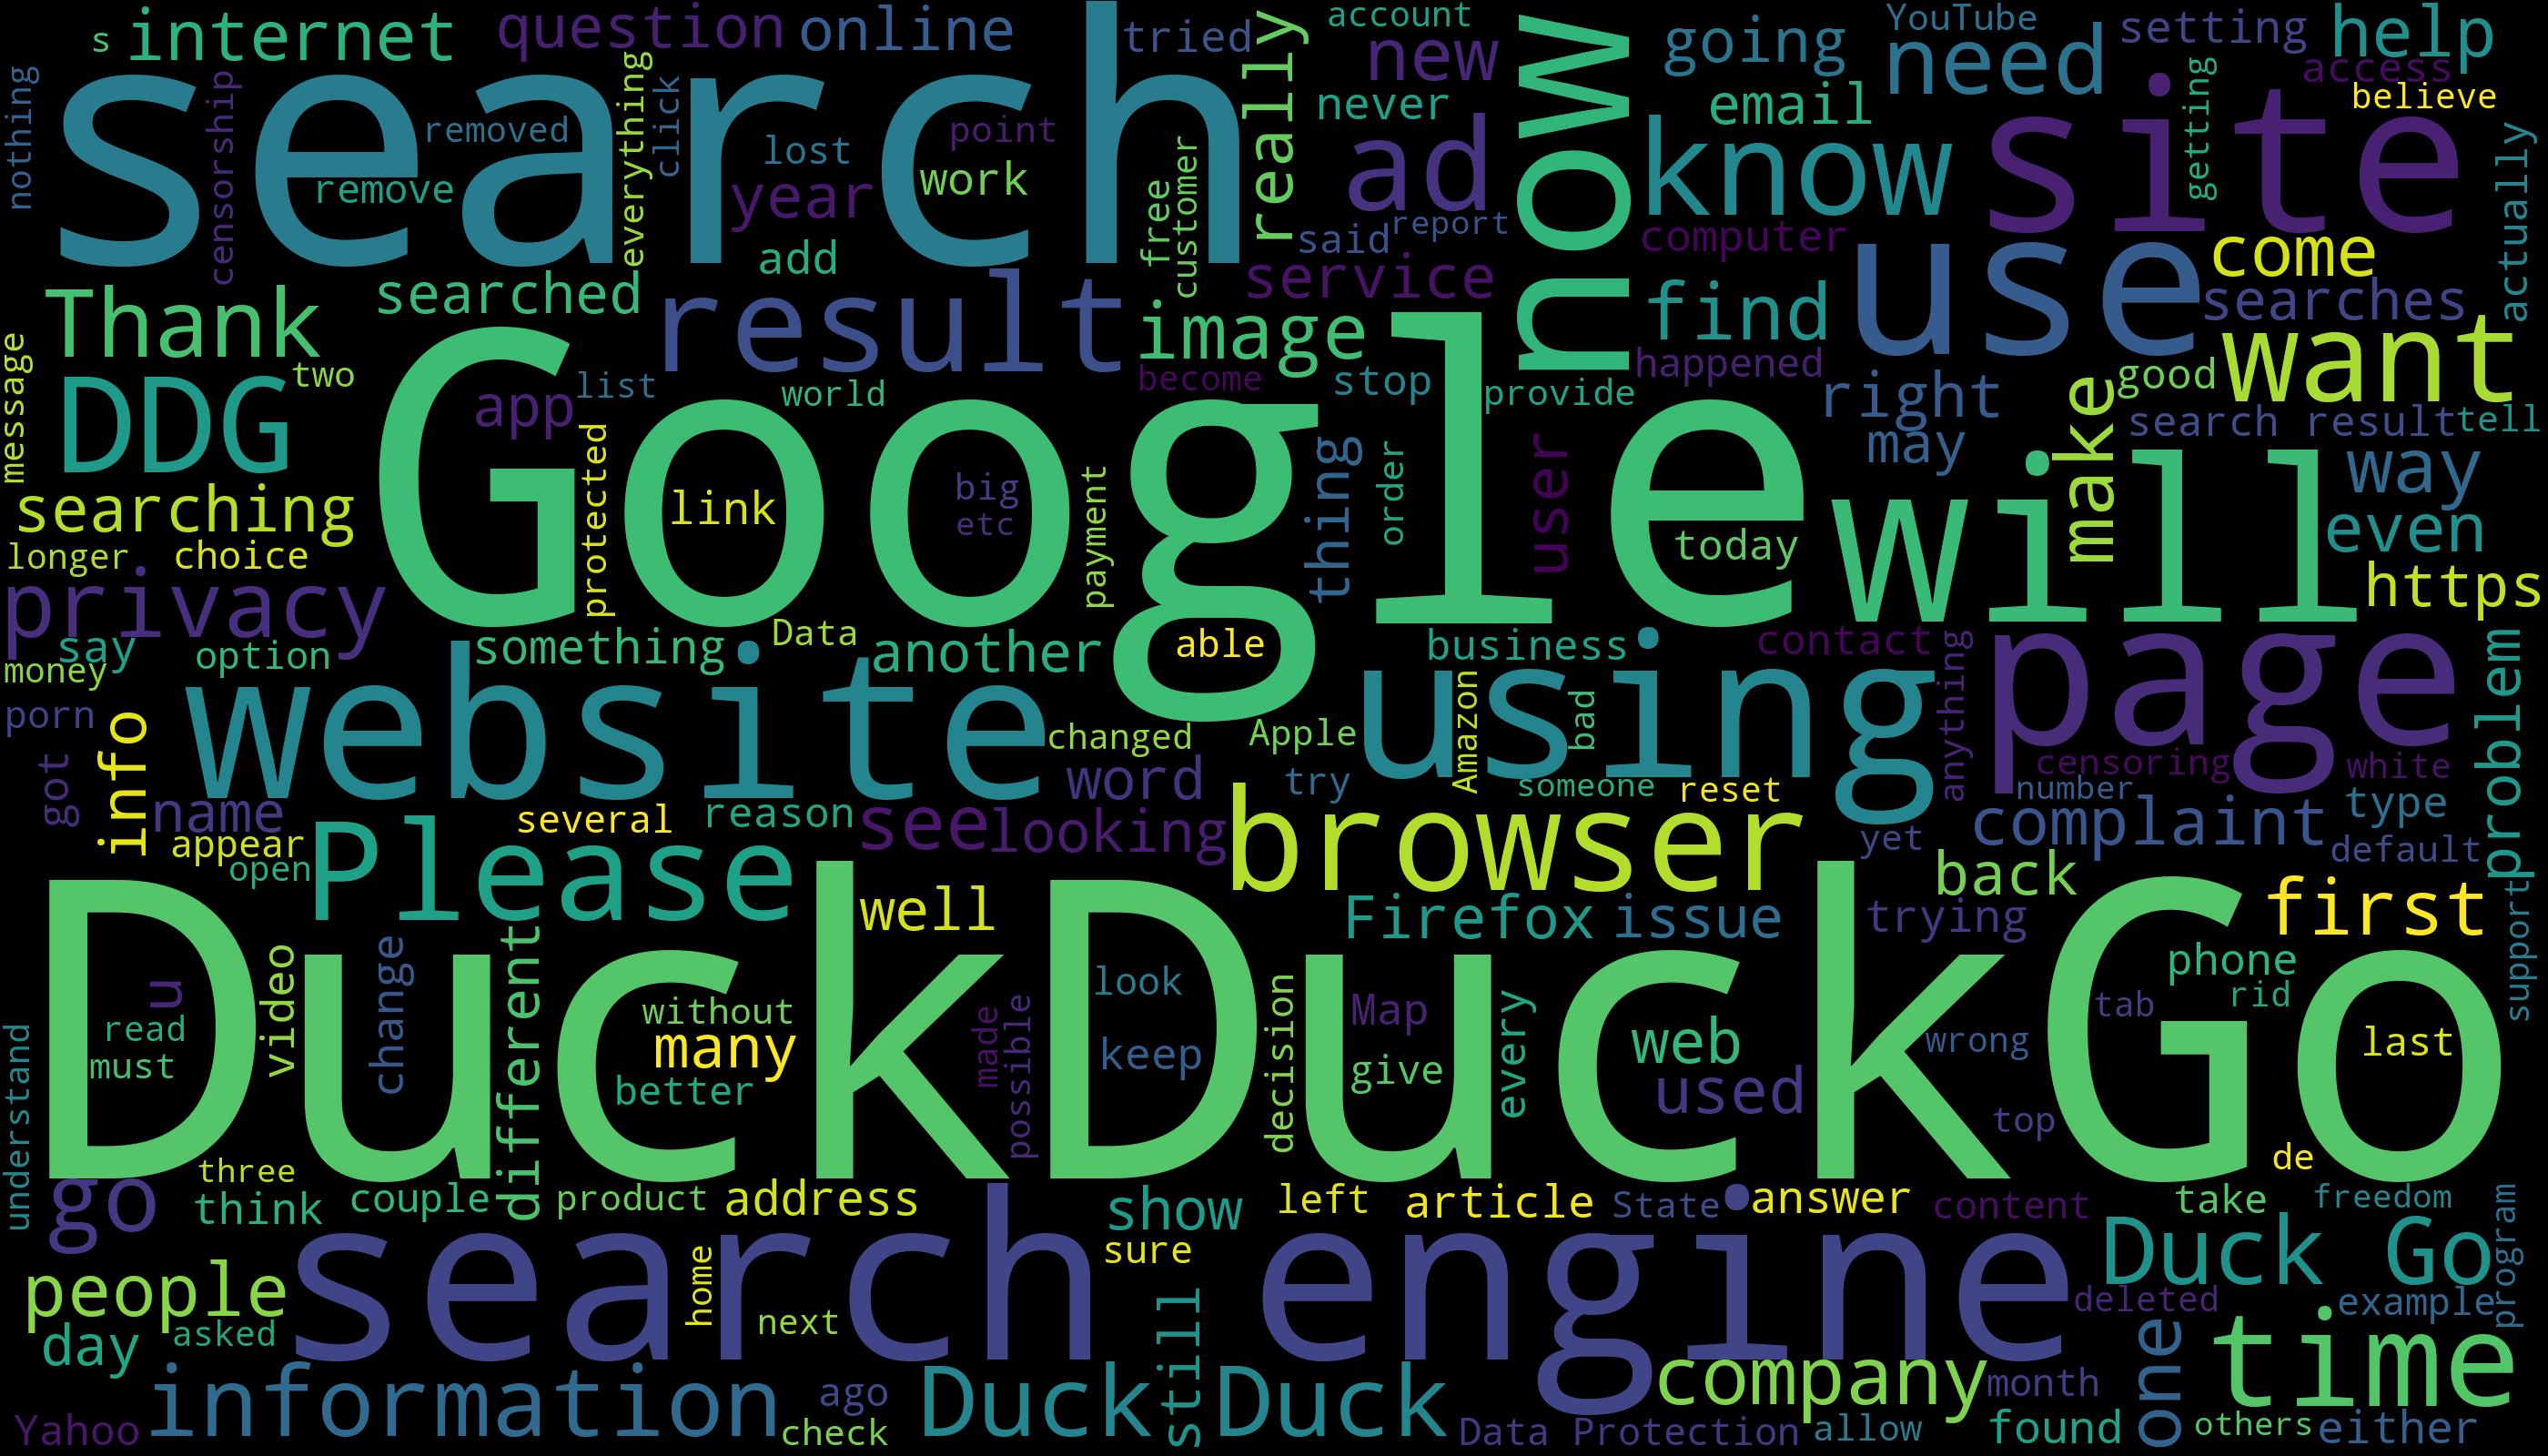 s
internet
question
online
tried
account
really
new
now
going
YouTube
need
setting
help
access
nothing
censorship
search
removed
everything
click
lost
point
never
email
believe
remove
year
work
customer
free
ad
know
site
getting
actually
add
said
report
computer
use
come
Thank
searched
result
image
service
find
searches
want
message
DDG
two
app
list
world
become
stop
provide
happened
right
good
make
search result
tell
may
searching
Google
protected
link
big
etc
payment
thing
order
user
today
will
way
even
longer
choice
https
privacy
say
option
something
Data
another
able
business
contact
anything
page
problem
money
porn
website
changed
Apple
using
Amazon
bad
got
info
name
word
try
someone
reset
censoring
white
number
type
appear
open
several
reason
see
looking
browser
yet
complaint
default
Please
well
Firefox
issue
back
trying
first
support
DuckDuckGo
u
video
change
different
without
look
Map
web
phone
rid
tab
read
must
many
made
possible
keep
decision
give
every
wrong
last
understand
better
used
top
three
de
go
think
couple
product
address
show
left
article
State
answer
content
take
freedom
program
people
search engine
home
sure
Duck Go
day
asked
next
still
deleted
example
information
ago
Duck Duck
company
month
one
time
Yahoo
check
Data Protection
allow
found
others
either